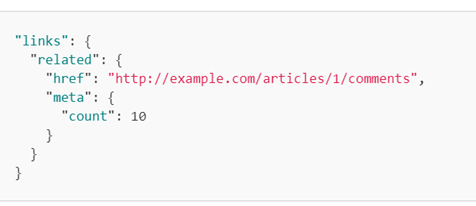 "links": {
  "related": {
    "href": "http://example.com/articles/1/comments",
    "meta": {
      "count": 10
    }
  }
}